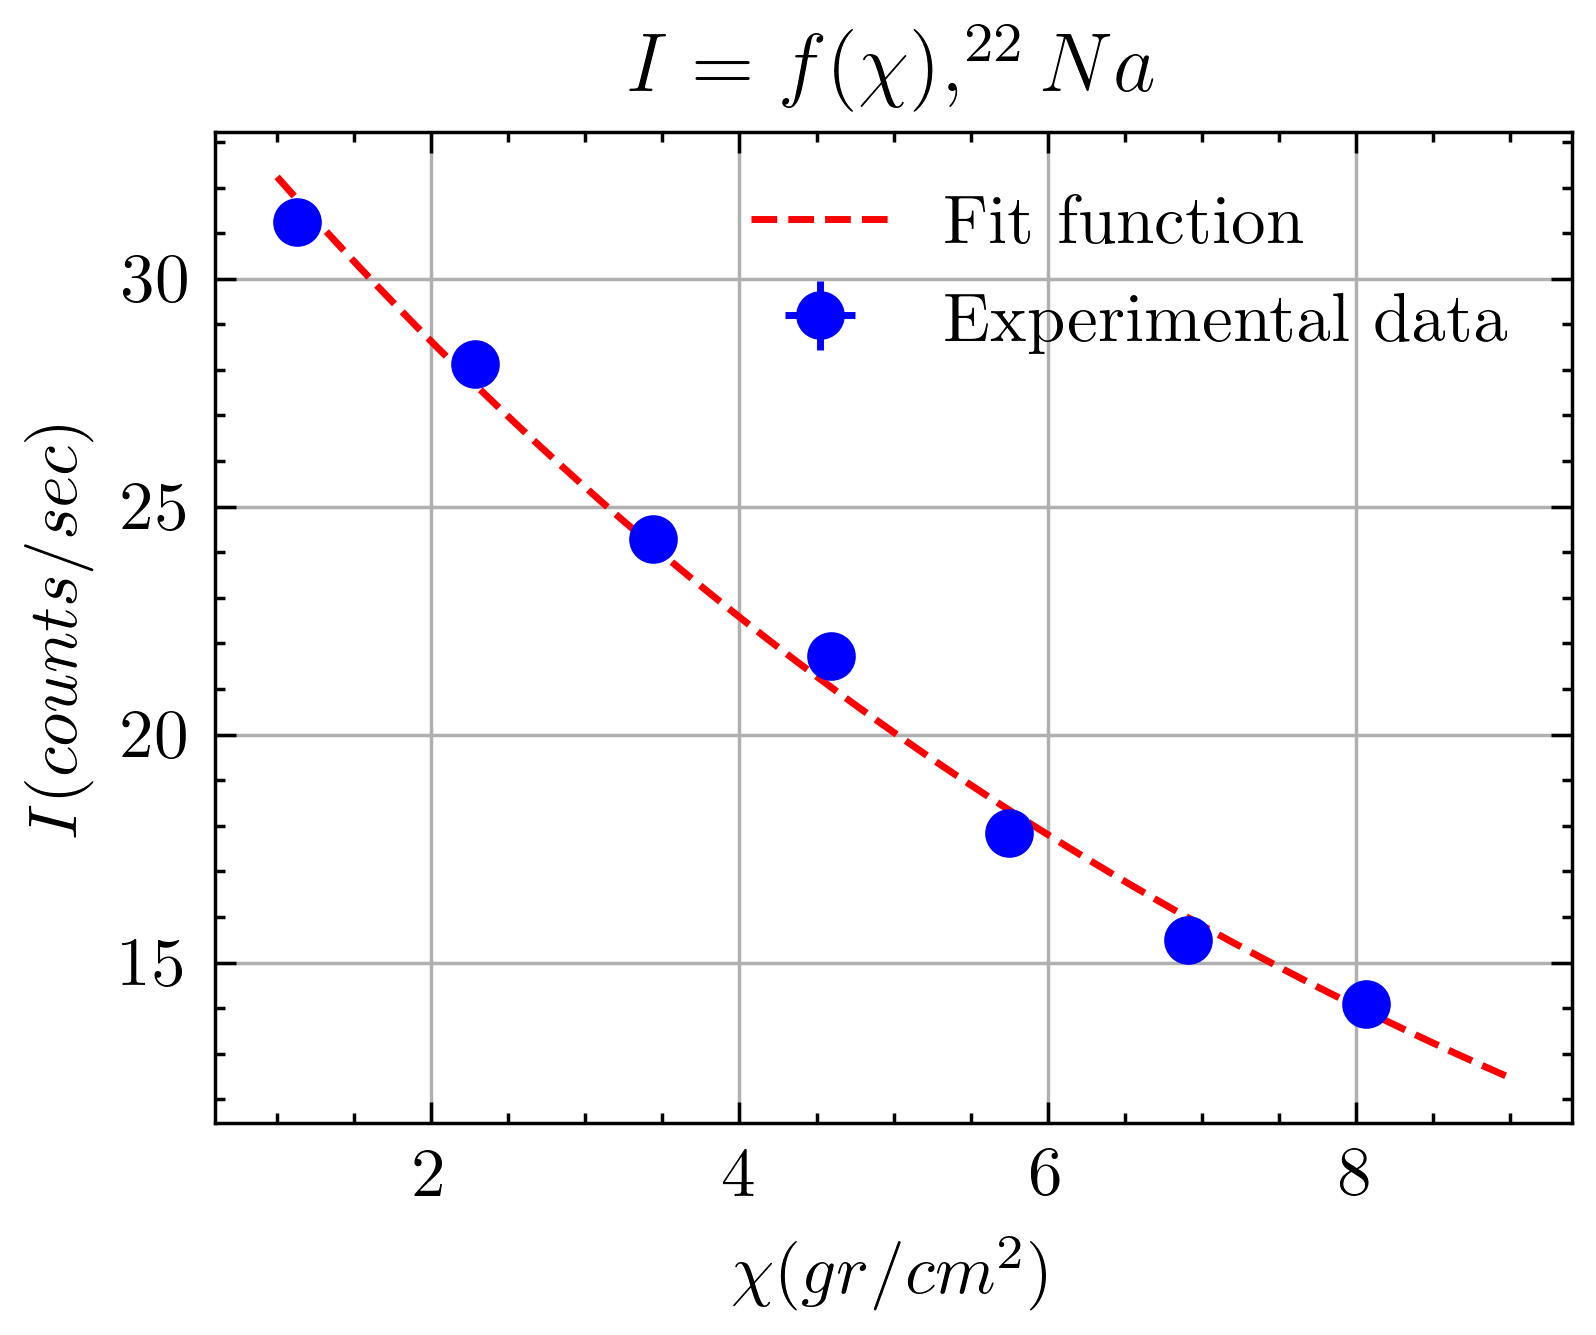 I = f(χ),²² Na
Fit function
Experimental data
30
25
20
15
I(counts/sec)
2 4 6 8
χ(gr/cm²)